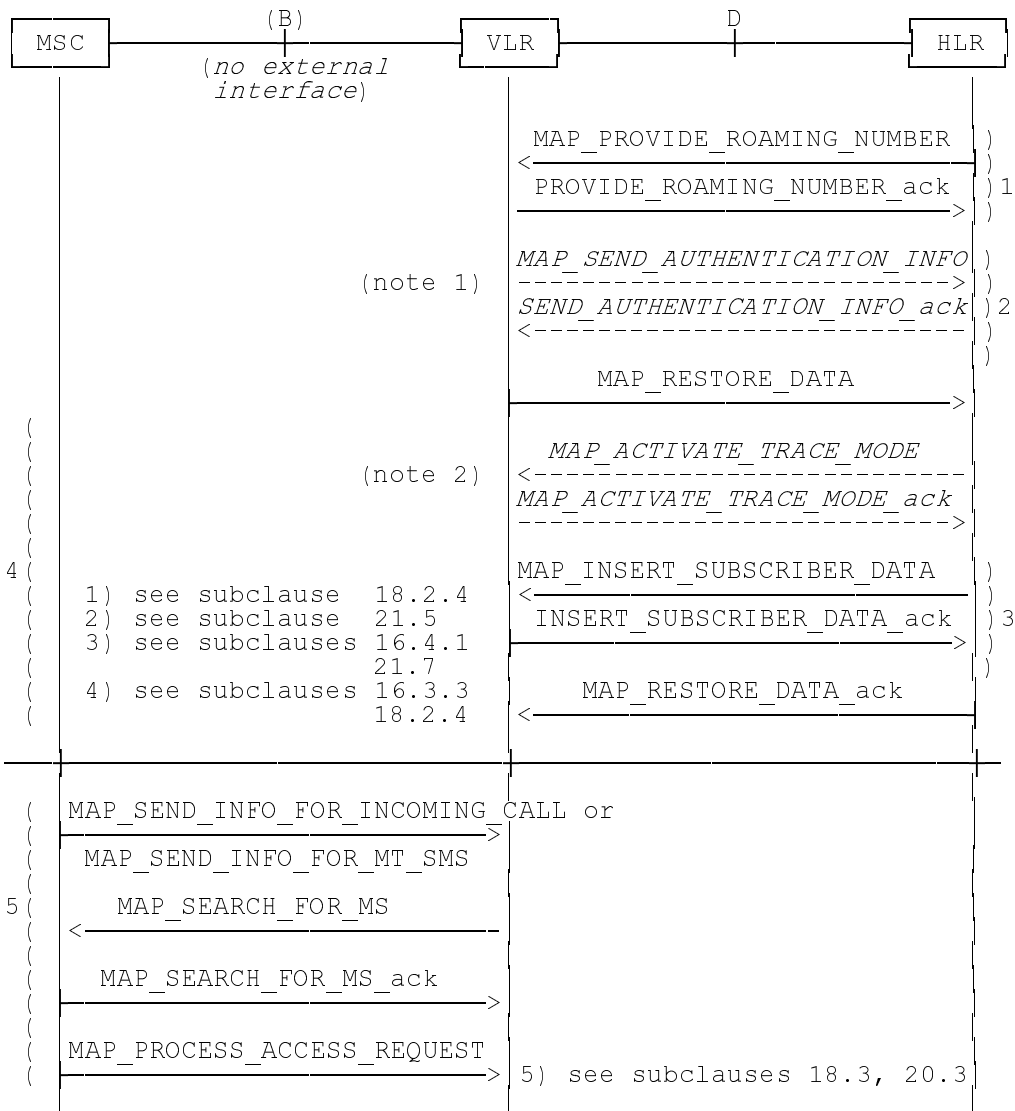 (B) D
MSC VLR HLR
(no external
interface)
MAP_PROVIDE_ROAMING_NUMBER )
< )
PROVIDE_ROAMING_NUMBER_ack )1
> )
MAP_SEND_AUTHENTICATION_INFO )
(note 1) > )
SEND_AUTHENTICATION_INFO_ack )2
< )
)
MAP_RESTORE_DATA
>
(
( MAP_ACTIVATE_TRACE_MODE
( (note 2) <
( MAP_ACTIVATE_TRACE_MODE_ack
( >
(
4( MAP_INSERT_SUBSCRIBER_DATA )
( 1) see subclause 18.2.4 < )
( 2) see subclause 21.5 INSERT_SUBSCRIBER_DATA_ack )3
( 3) see subclauses 16.4.1 > )
( 21.7 )
( 4) see subclauses 16.3.3 MAP_RESTORE_DATA_ack
( 18.2.4 <
( MAP_SEND_INFO_FOR_INCOMING_CALL or
( >
( MAP_SEND_INFO_FOR_MT_SMS
(
5( MAP_SEARCH_FOR_MS
( <
(
( MAP_SEARCH_FOR_MS_ack
( >
(
( MAP_PROCESS_ACCESS_REQUEST
( > 5) see subclauses 18.3, 20.3